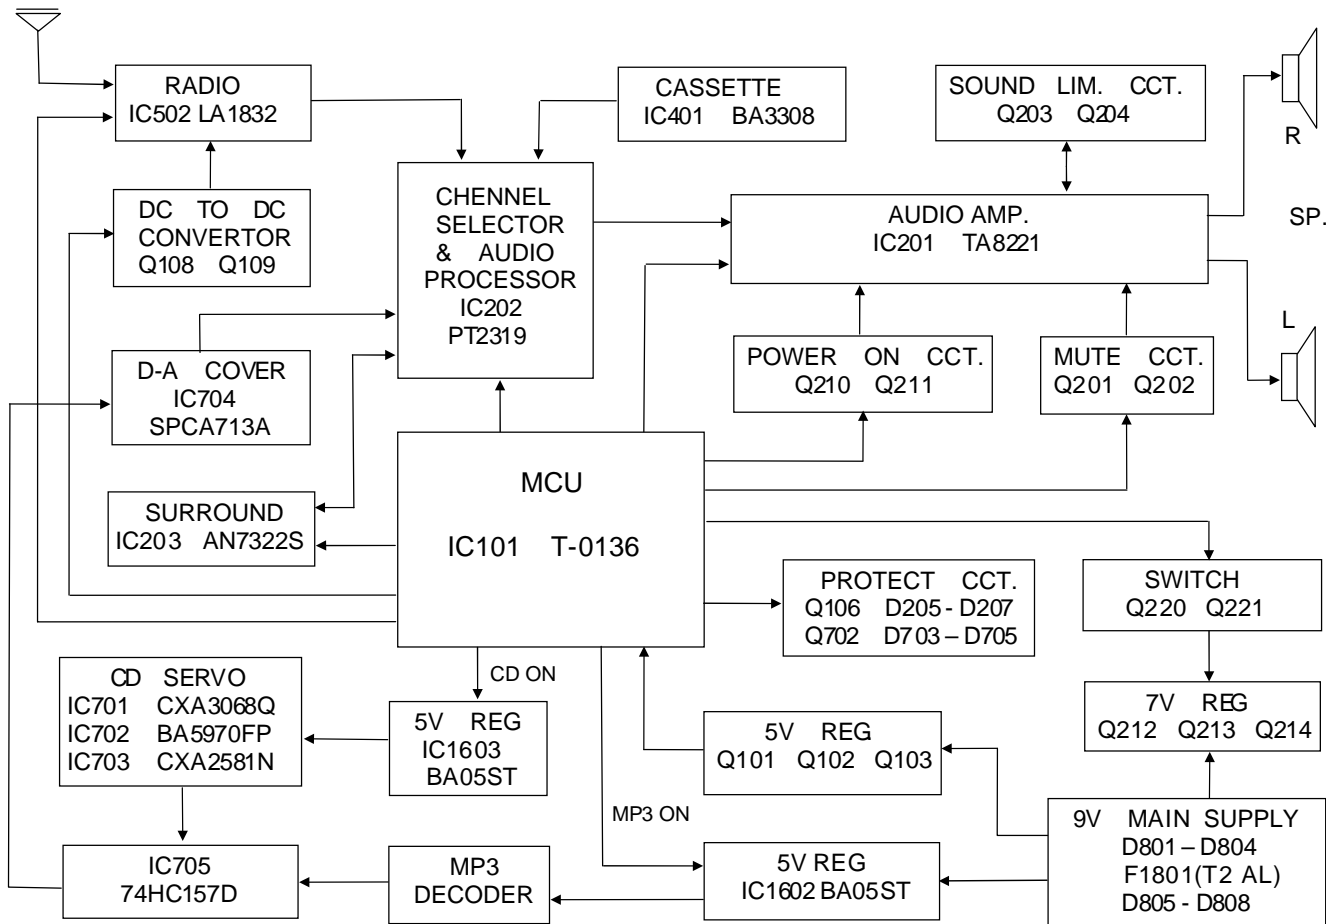 RADIO
IC502 LA1832
CASSETTE
IC401 BA3308
SOUND LIM. CCT.
Q203 Q204
R
DC TO DC
CONVERTOR
Q108 Q109
CHENNEL
SELECTOR
& AUDIO
PROCESSOR
IC202
PT2319
AUDIO AMP.
IC201 TA8221
SP.
L
D-A COVER
IC704
SPCA713A
POWER ON CCT.
Q210 Q211
MUTE CCT.
Q201 Q202
SURROUND
IC203 AN7322S
MCU
IC101 T-0136
PROTECT CCT.
Q106 D205 - D207
Q702 D703 – D705
SWITCH
Q220 Q221
CD SERVO
IC701 CXA3068Q
IC702 BA5970FP
IC703 CXA2581N
CD ON
5V REG
IC1603
BA05ST
5V REG
Q101 Q102 Q103
7V REG
Q212 Q213 Q214
MP3 ON
9V MAIN SUPPLY
D801 – D804
F1801(T2 AL)
D805 - D808
IC705
74HC157D
MP3
DECODER
5V REG
IC1602 BA05ST